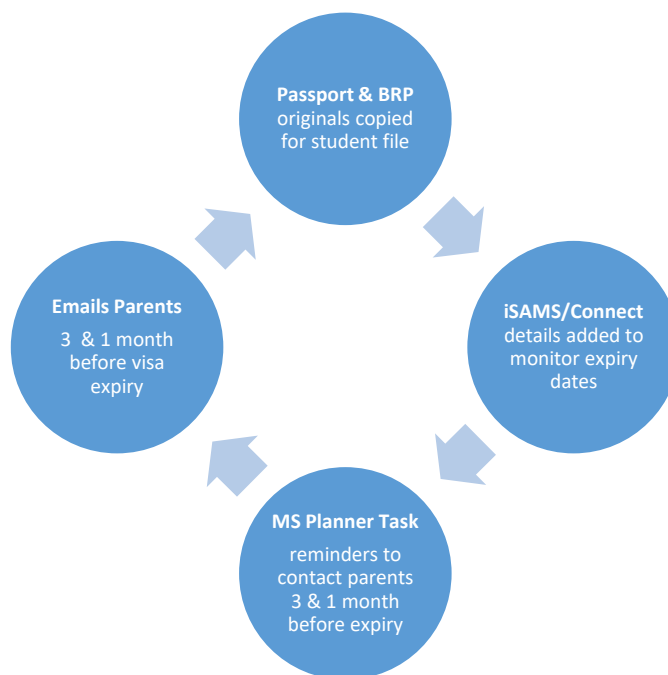 Passport & BRP
originals copied
for student file
iSAMS/Connect
details added to
monitor expiry
dates
MS Planner Task
reminders to
contact parents
3 & 1 month
before expiry
Emails Parents
3 & 1 month
before visa
expiry